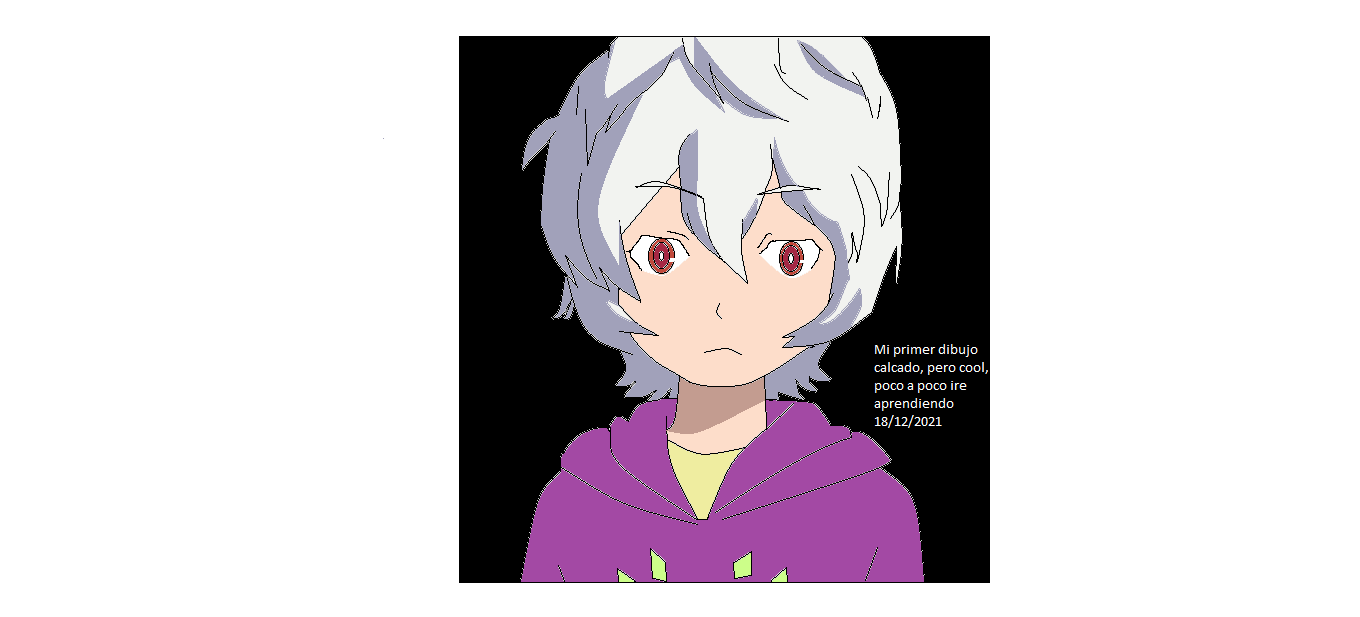 Mi primer dibujo
calcado, pero cool,
poco a poco ire
aprendiendo
18/12/2021